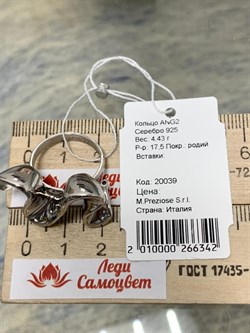 Кольцо ANG2
Серебро 925
Вес: 4.43 г
Р-р: 17,5 Покр.: родий
Вставки:
Код: 20039
Цена:
M.Preziose S.r.l.
Страна: Италия
2 010000 266342
ГОСТ 17435-
Леди
Самоцвет